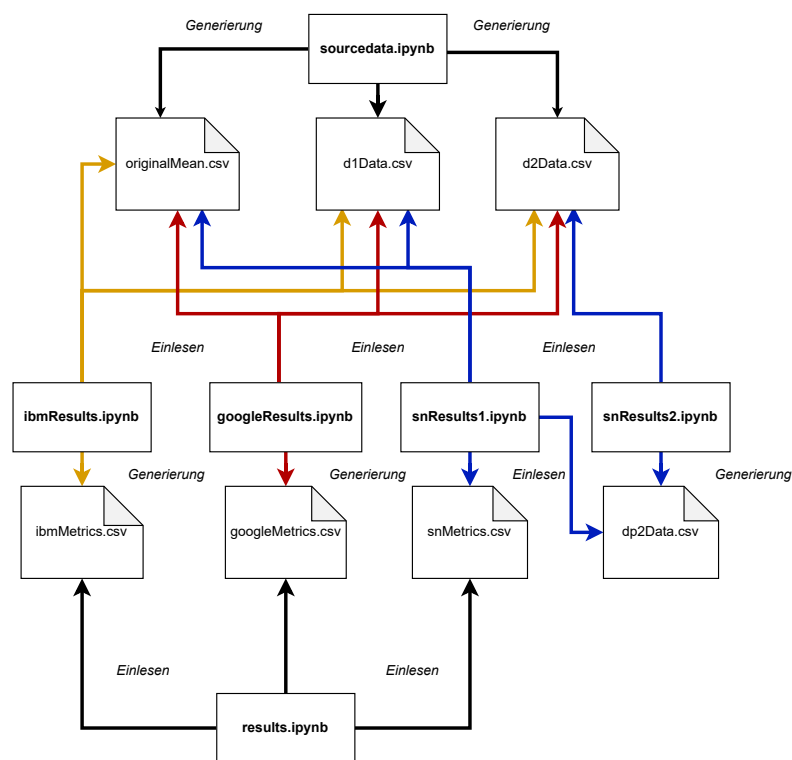 Generierung
Generierung
sourcedata.ipynb
originalMean.csv
d1Data.csv
d2Data.csv
Einlesen
Einlesen
Einlesen
ibmResults.ipynb
googleResults.ipynb
snResults1.ipynb
snResults2.ipynb
Generierung
Generierung
Einlesen
Generierung
ibmMetrics.csv
googleMetrics.csv
snMetrics.csv
dp2Data.csv
Einlesen
Einlesen
results.ipynb